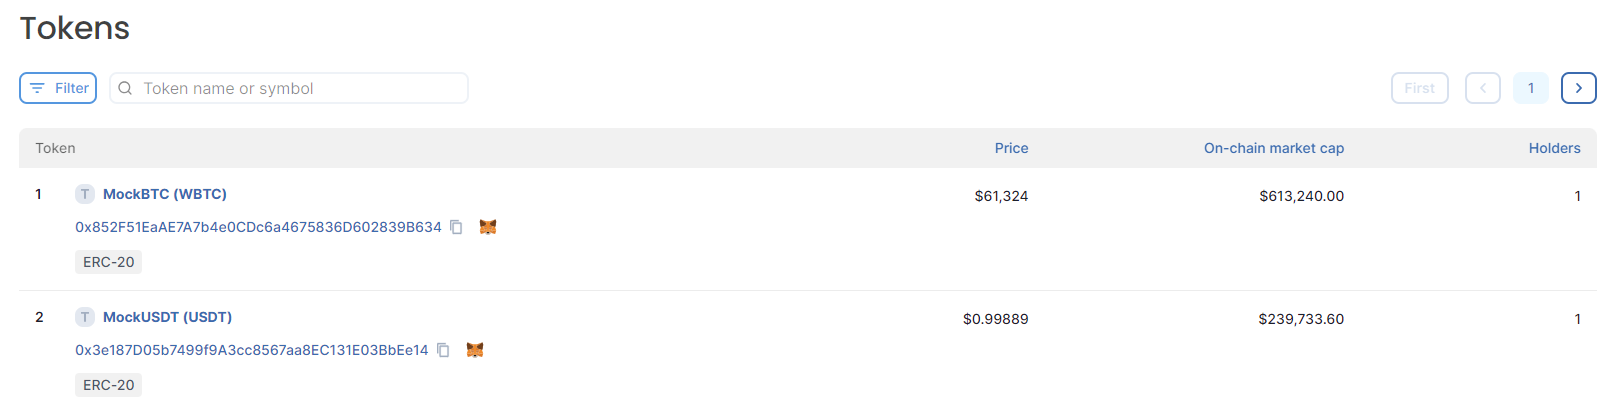 Tokens
Filter
Token name or symbol
First
1
Token Price On-chain market cap Holders
1 T MockBTC (WBTC) $61,324 $613,240.00 1
0x852F51EaAE7A7b4e0CDc6a4675836D602839B634
ERC-20
2 T MockUSDT (USDT) $0.99889 $239,733.60 1
0x3e187D05b7499f9A3cc8567aa8EC131E03BbEe14
ERC-20